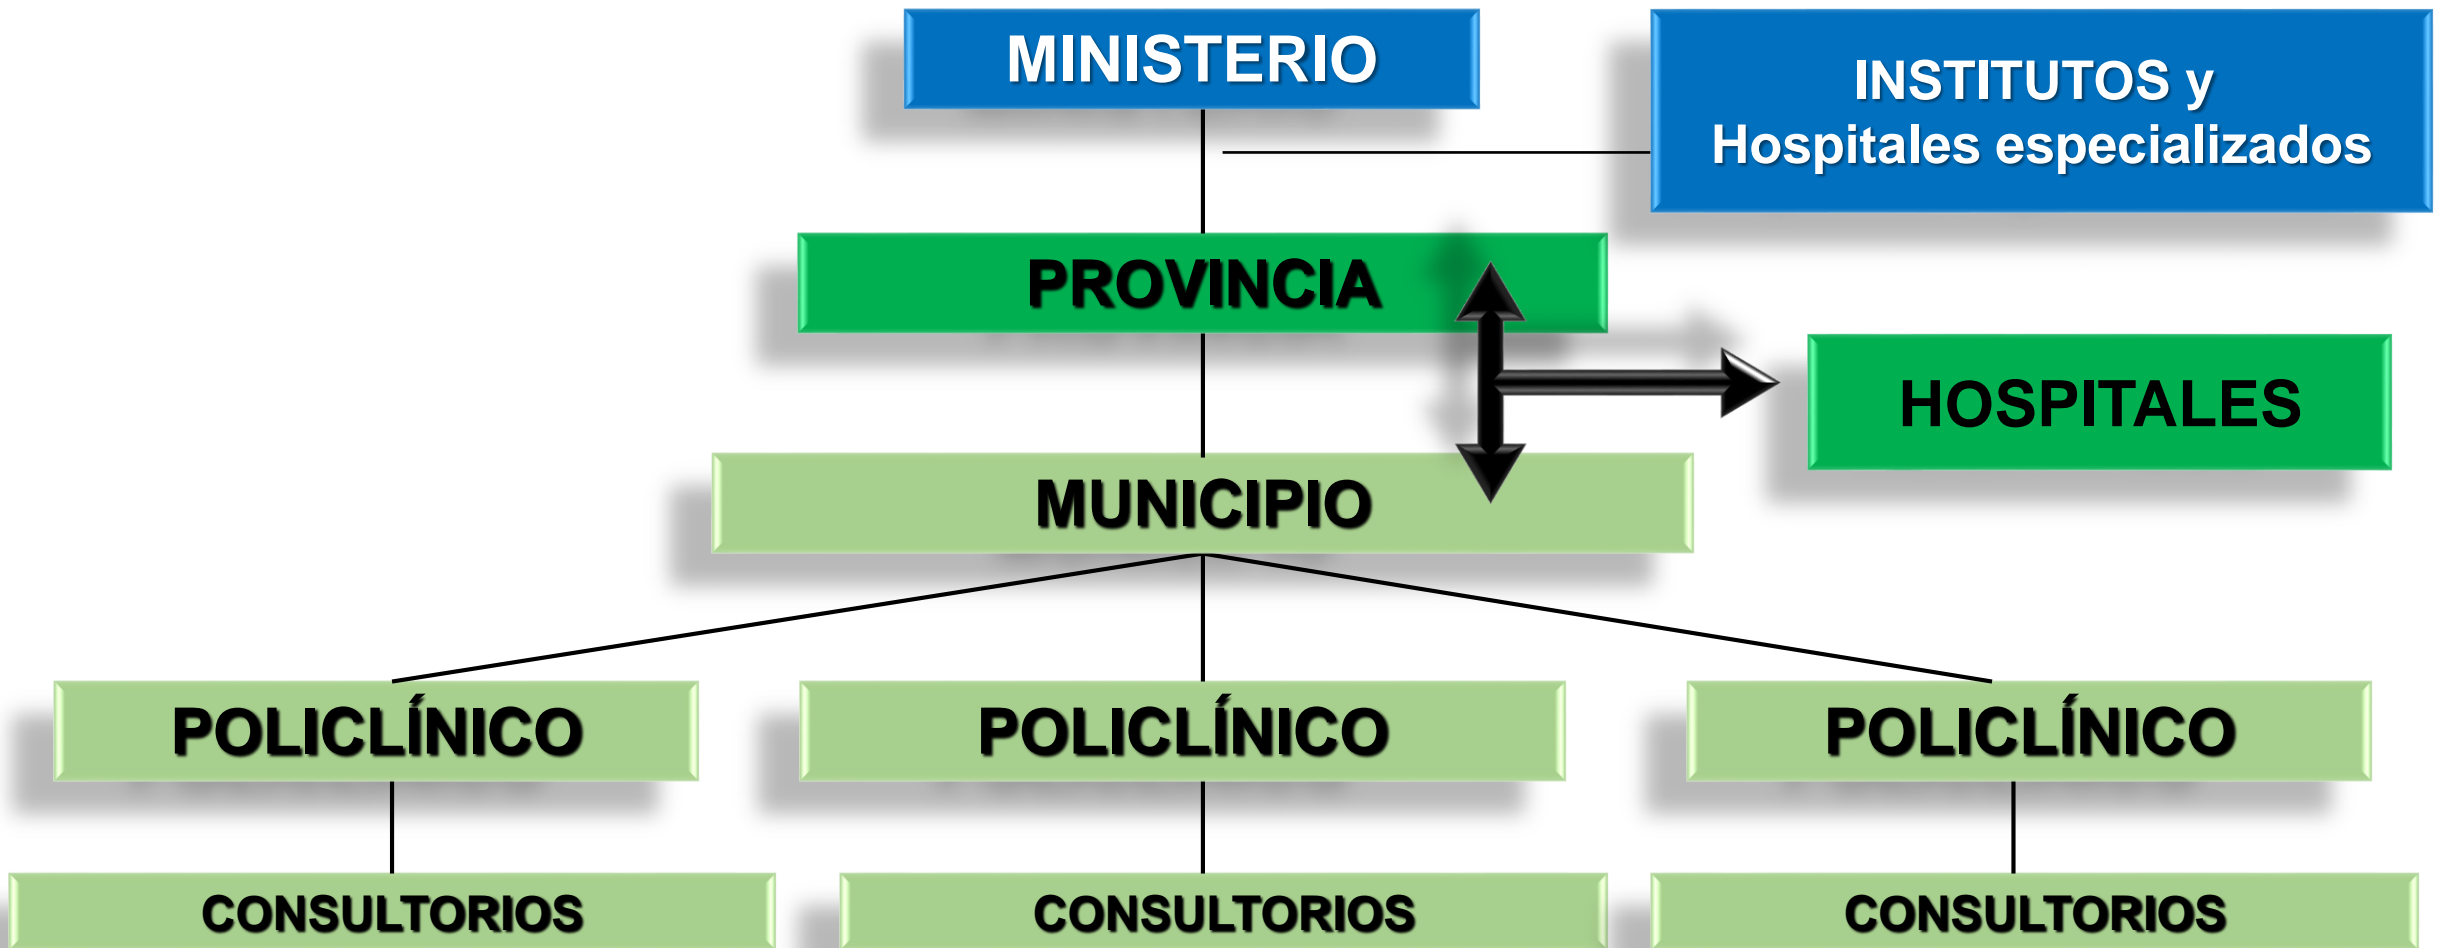 MINISTERIO
INSTITUTOS y
Hospitales especializados
PROVINCIA
HOSPITALES
MUNICIPIO
POLICLÍNICO
POLICLÍNICO
POLICLÍNICO
CONSULTORIOS
CONSULTORIOS
CONSULTORIOS